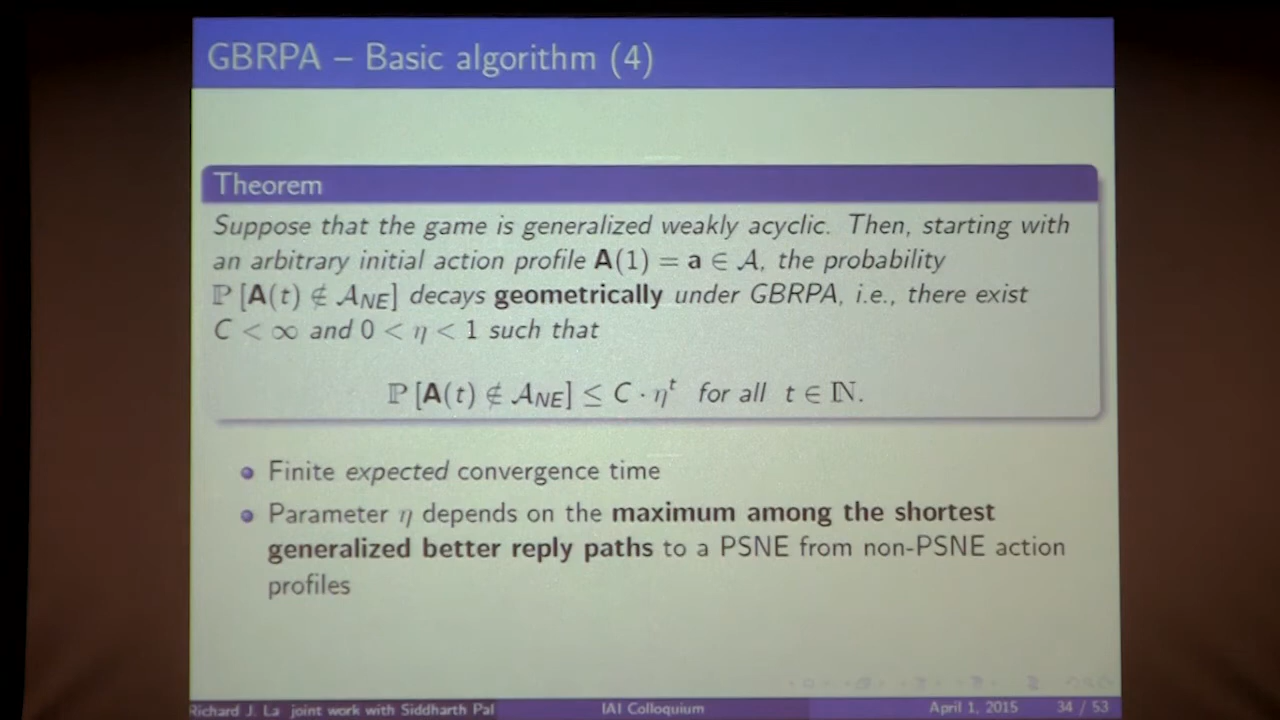 GBRPA – Basic algorithm (4)
Theorem
Suppose that the game is generalized weakly acyclic. Then, starting with
an arbitrary initial action profile A(1) = a ∈ 𝒜, the probability
ℙ [A(t) ∉ 𝒜_NE] decays geometrically under GBRPA, i.e., there exist
C < ∞ and 0 < η < 1 such that
ℙ [A(t) ∉ 𝒜_NE] ≤ C · η^t for all t ∈ ℕ.
• Finite expected convergence time
• Parameter η depends on the maximum among the shortest
generalized better reply paths to a PSNE from non-PSNE action
profiles
Richard J. La joint work with Siddharth Pal IAI Colloquium April 1, 2015 34 / 53